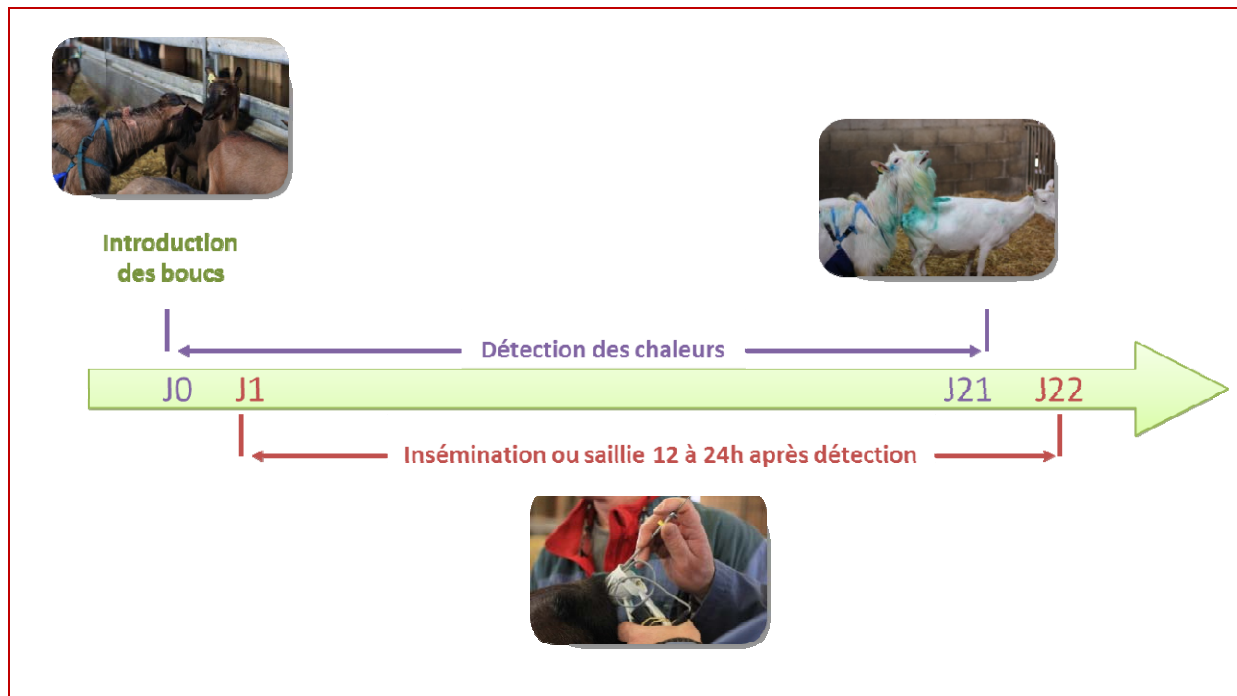 Introduction
des boucs
Détection des chaleurs
J0 J1 J21 J22
Insémination ou saillie 12 à 24h après détection